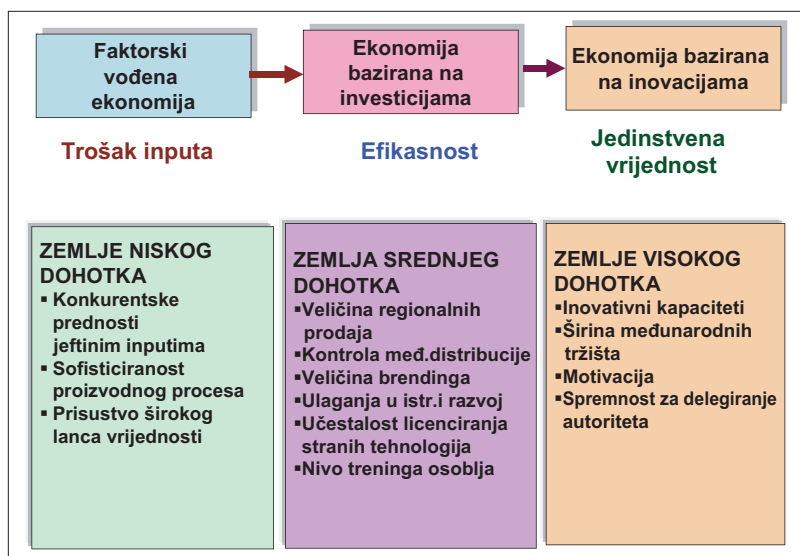 Faktorski
vođena
ekonomija
Ekonomija
bazirana na
investicijama
Ekonomija bazirana
na inovacijama
Trošak inputa
Efikasnost
Jedinstvena
vrijednost
ZEMLJE NISKOG
DOHOTKA
▪ Konkurentske
prednosti
jeftinim inputima
▪ Sofisticiranost
proizvodnog procesa
▪ Prisustvo širokog
lanca vrijednosti
ZEMLJA SREDNJEG
DOHOTKA
▪Veličina regionalnih
prodaja
▪Kontrola međ.distribucije
▪Veličina brendinga
▪Ulaganja u istr.i razvoj
▪Učestalost licenciranja
stranih tehnologija
▪Nivo treninga osoblja
ZEMLJE VISOKOG
DOHOTKA
▪Inovativni kapaciteti
▪Širina međunarodnih
tržišta
▪Motivacija
▪Spremnost za delegiranje
autoriteta